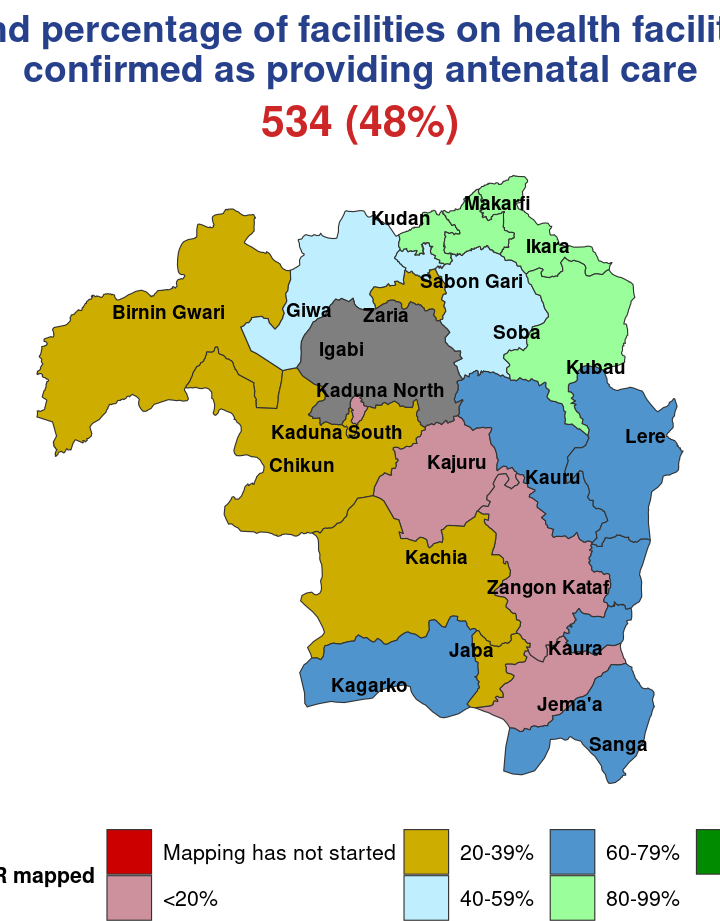 percentage of facilities on health
confirmed as providing antenatal care
534 (48%)
Makarfi
Kudan
Ikara
Sabon Gari
Giwa
Birnin Gwari
Zaria
Soba
Igabi
Kubau
Kaduna North
Kaduna South
Lere
Chikun
Kajuru
Kauru
Kachia
Zangon Kataf
Jaba
Kaura
Kagarko
Jema'a
Sanga
R mapped
Mapping has not started
20-39%
60-79%
<20%
40-59%
80-99%